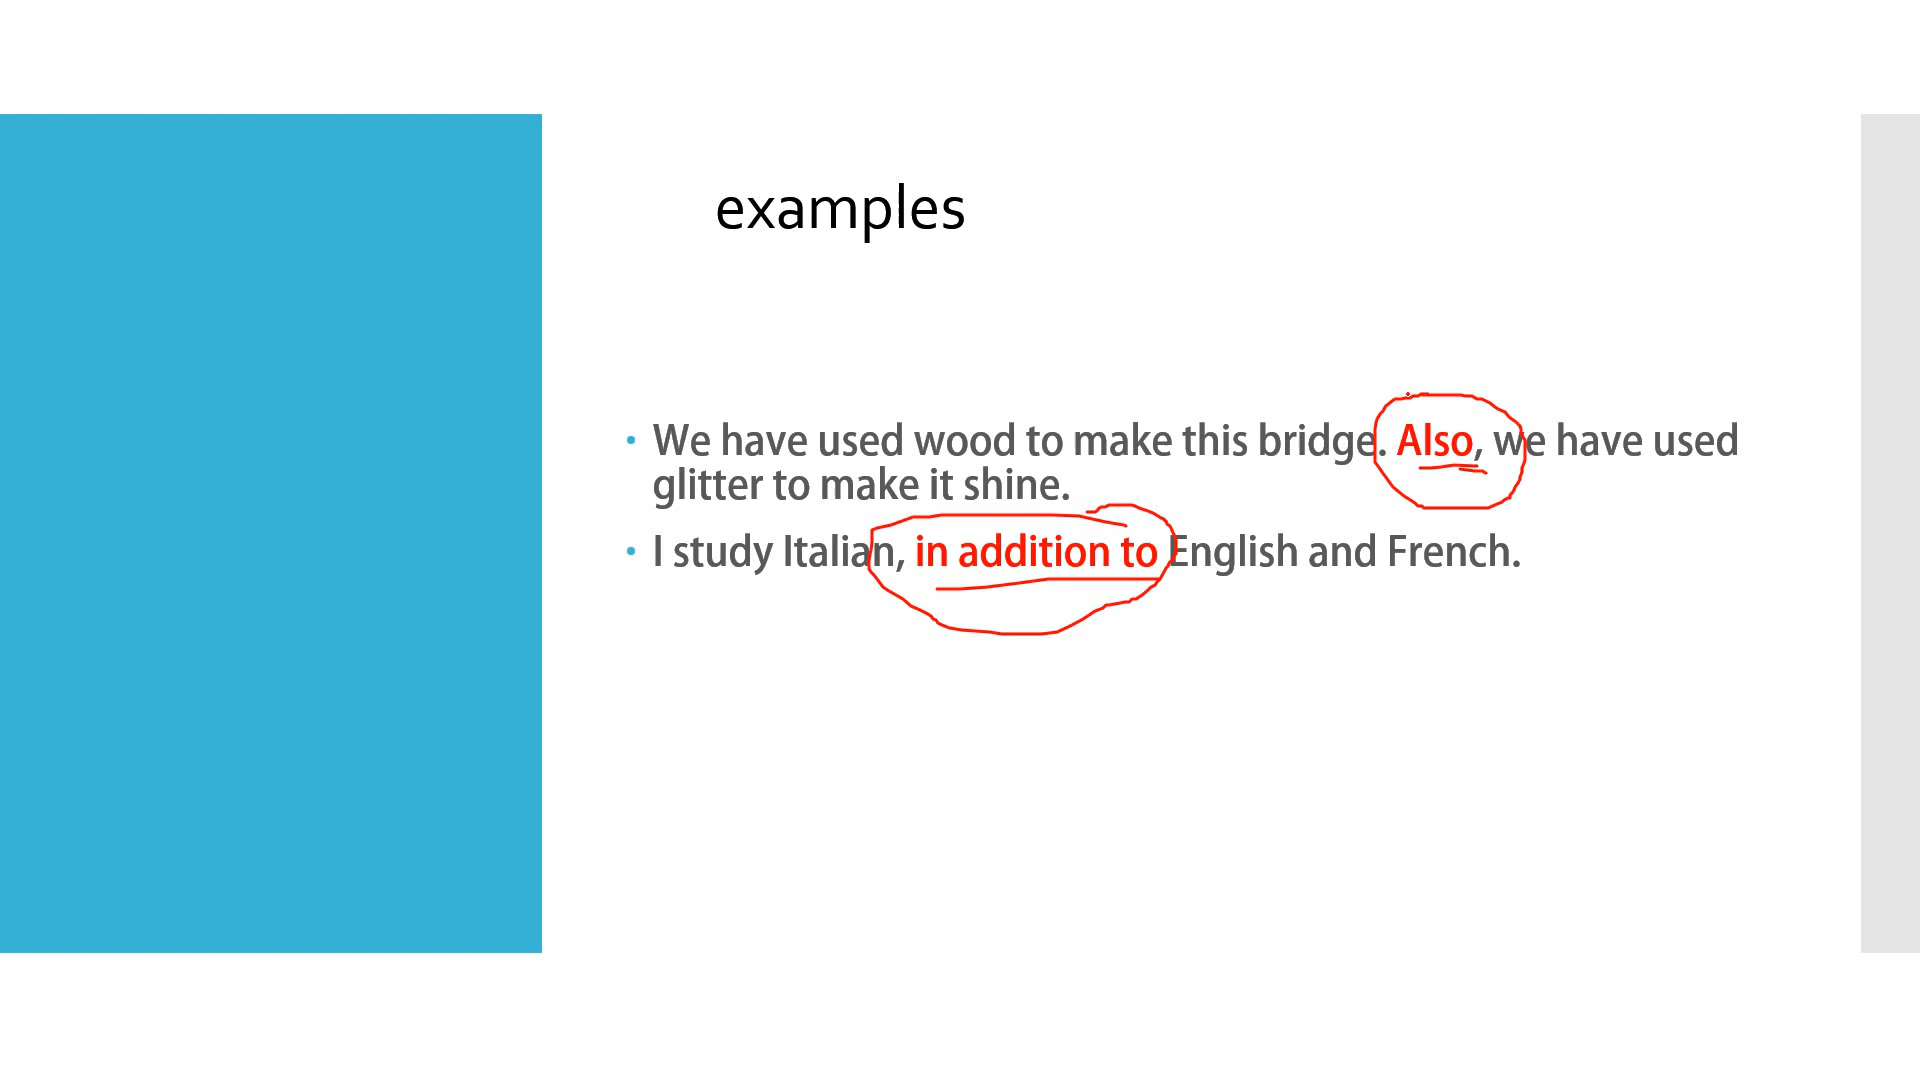 examples
• We have used wood to make this bridge. Also, we have used
glitter to make it shine.
• I study Italian, in addition to English and French.